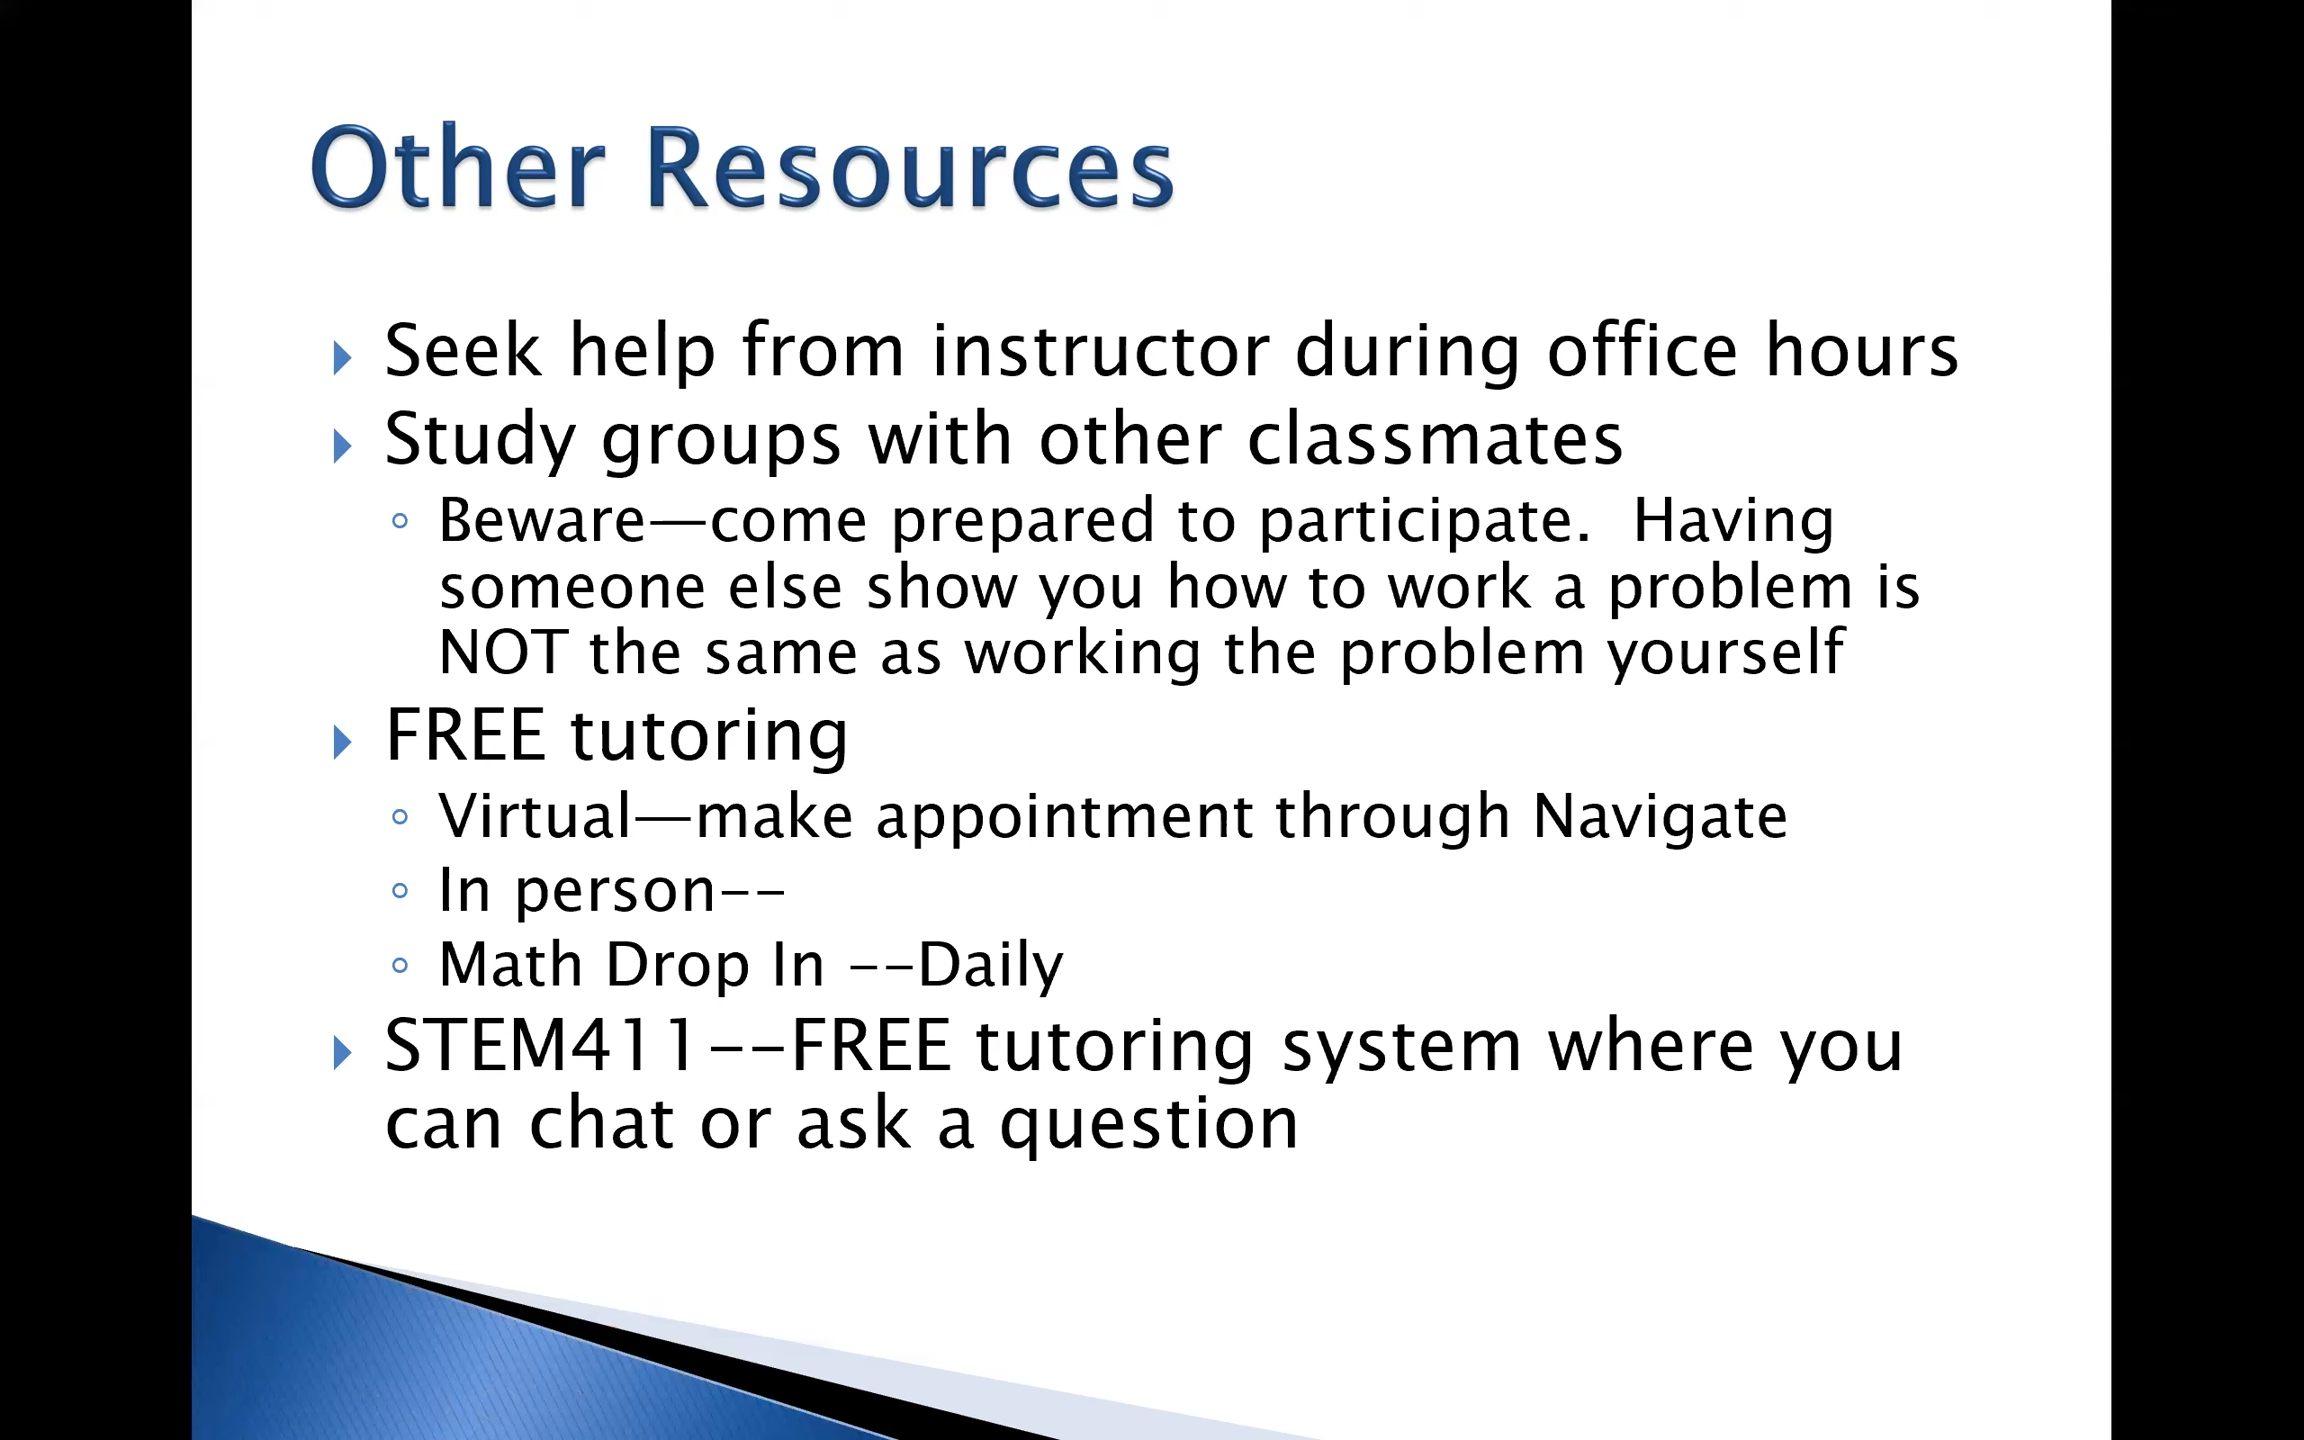 Other Resources
Seek help from instructor during office hours
Study groups with other classmates
Beware—come prepared to participate.  Having
someone else show you how to work a problem is
NOT the same as working the problem yourself
FREE tutoring
Virtual—make appointment through Navigate
In person--
Math Drop In --Daily
STEM411--FREE tutoring system where you
can chat or ask a question